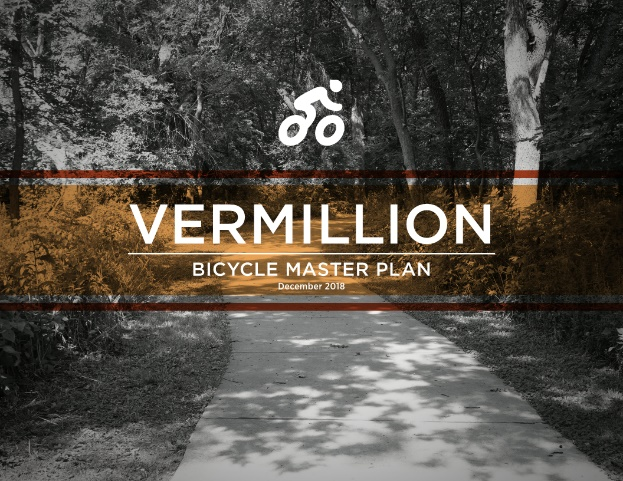 VERMILLION
BICYCLE MASTER PLAN
December 2018